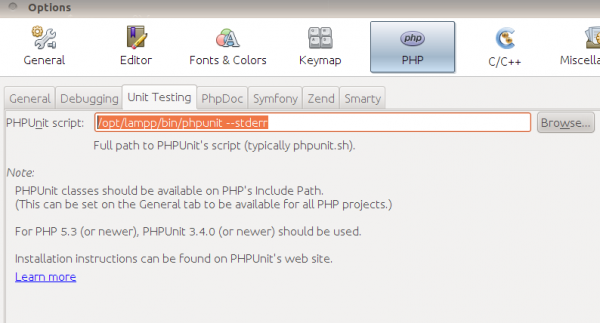 Options
General
Editor
Fonts & Colors
Keymap
php
PHP
C/C++
Miscella
General Debugging Unit Testing PhpDoc Symfony Zend Smarty
PHPUnit script: /opt/lampp/bin/phpunit --stderr Browse...
Full path to PHPUnit's script (typically phpunit.sh).
Note:
PHPUnit classes should be available on PHP's Include Path.
(This can be set on the General tab to be available for all PHP projects.)
For PHP 5.3 (or newer), PHPUnit 3.4.0 (or newer) should be used.
Installation instructions can be found on PHPUnit's web site.
Learn more